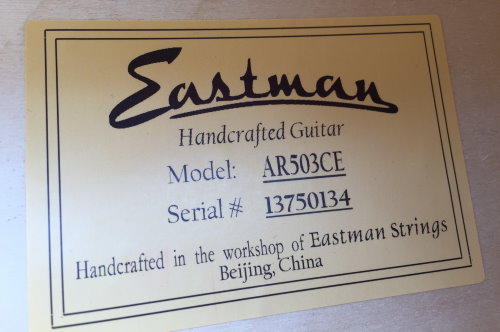 Eastman
Handcrafted Guitar
Model: AR503CE
Serial # 13750134
Handcrafted in the workshop of Eastman Strings
Beijing, China